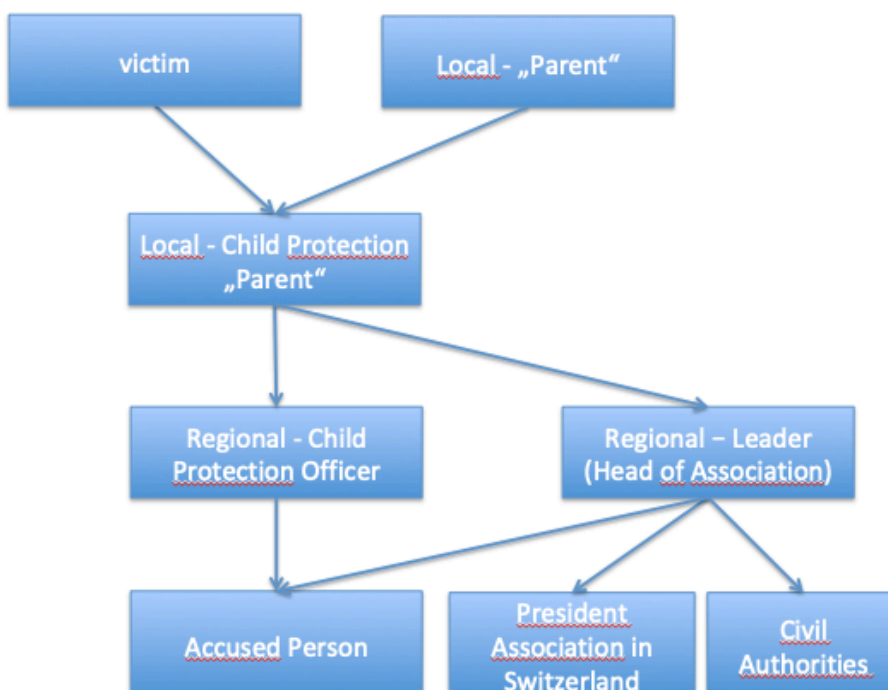 victim
Local - „Parent“
Local - Child Protection
„Parent“
Regional - Child
Protection Officer
Regional – Leader
(Head of Association)
Accused Person
President
Association in
Switzerland
Civil
Authorities